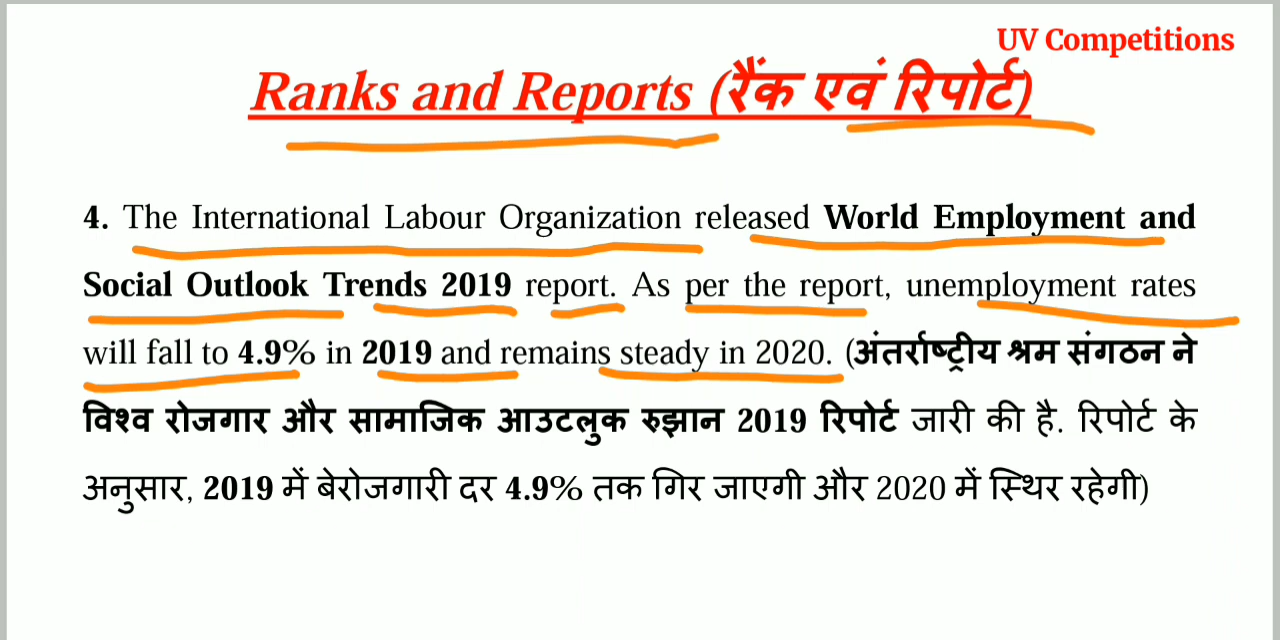 UV Competitions
Ranks and Reports (रैंक एवं रिपोर्ट)
4. The International Labour Organization released World Employment and
Social Outlook Trends 2019 report. As per the report, unemployment rates
will fall to 4.9% in 2019 and remains steady in 2020. (अंतर्राष्ट्रीय श्रम संगठन ने
विश्व रोजगार और सामाजिक आउटलुक रुझान 2019 रिपोर्ट जारी की है. रिपोर्ट के
अनुसार, 2019 में बेरोजगारी दर 4.9% तक गिर जाएगी और 2020 में स्थिर रहेगी)